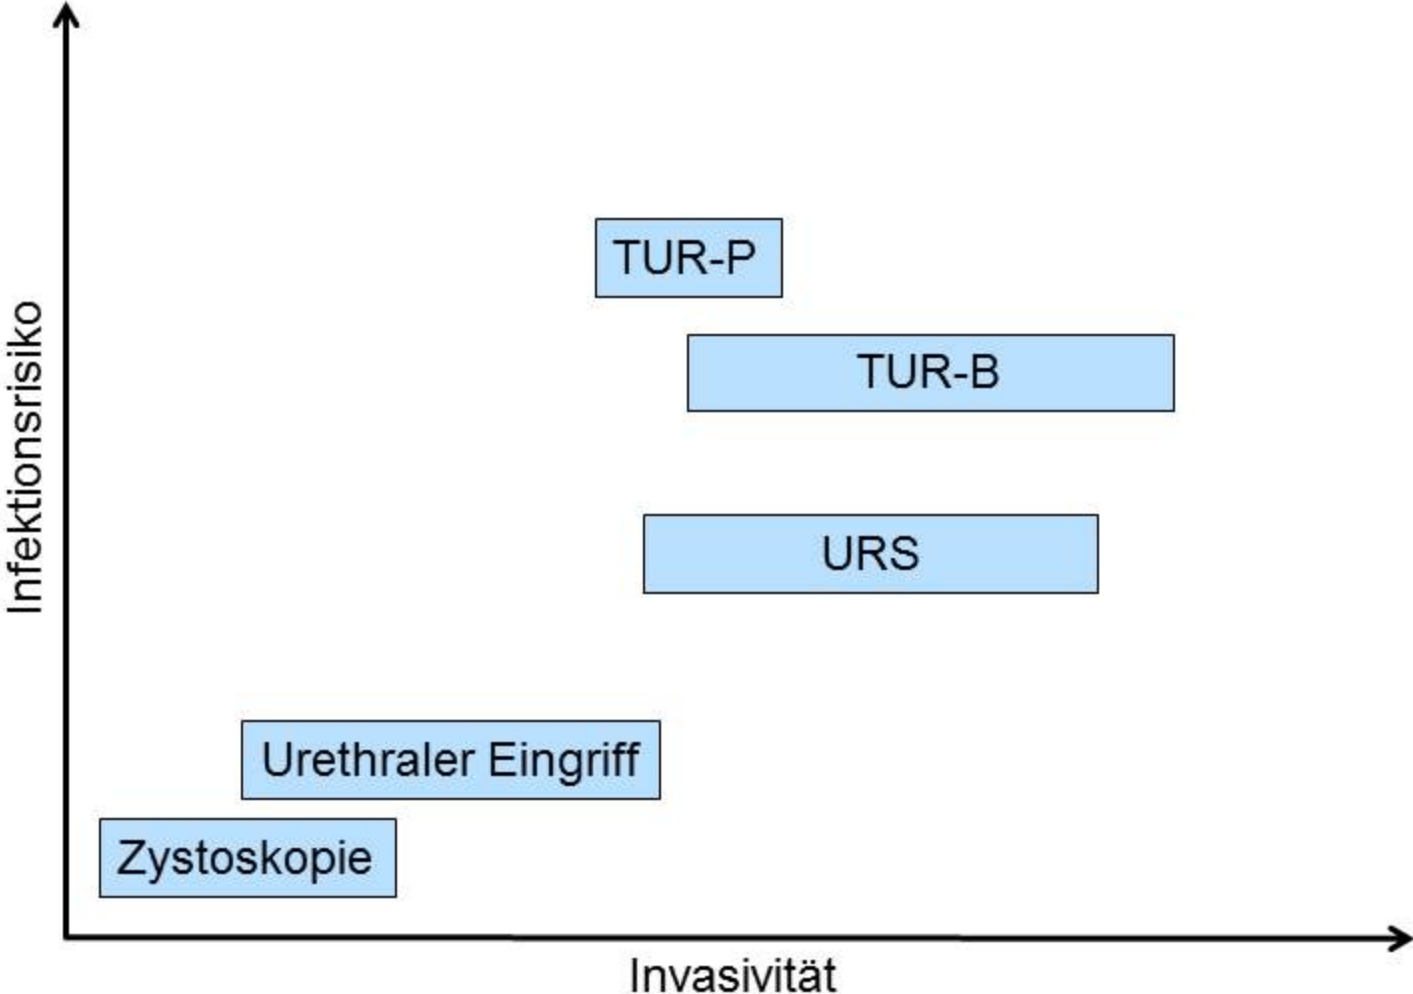 Infektionsrisiko
TUR-P
TUR-B
URS
Urethraler Eingriff
Zystoskopie
Invasivität